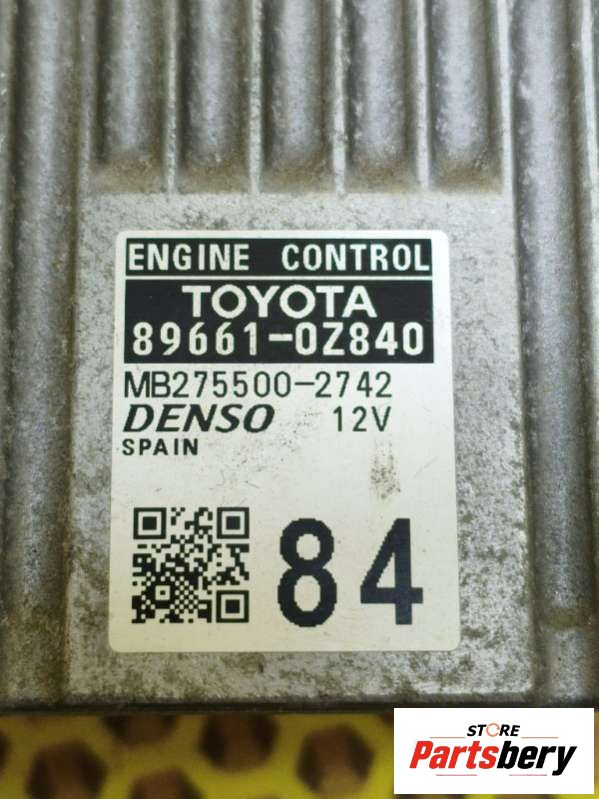 ENGINE CONTROL
TOYOTA
89661-0Z840
MB275500-2742
DENSO 12V
SPAIN
84
STORE
Partsbery